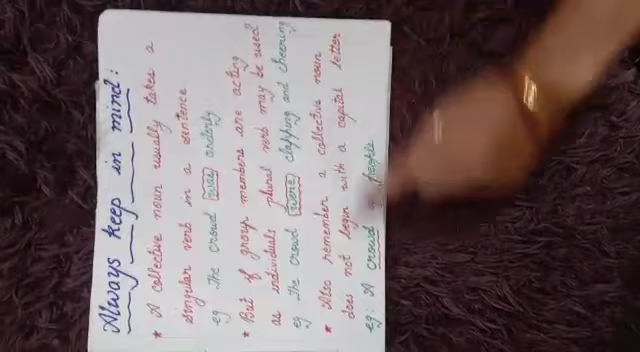 Always keep in mind:
* A collective noun usually takes a
singular verb in a sentence
eg The crowd was orderly
* But if group members are acting
as individuals plural verb may be used
eg The crowd were clapping and cheering
* Also remember a collective noun
does not begin with a capital letter
eg: A crowd people